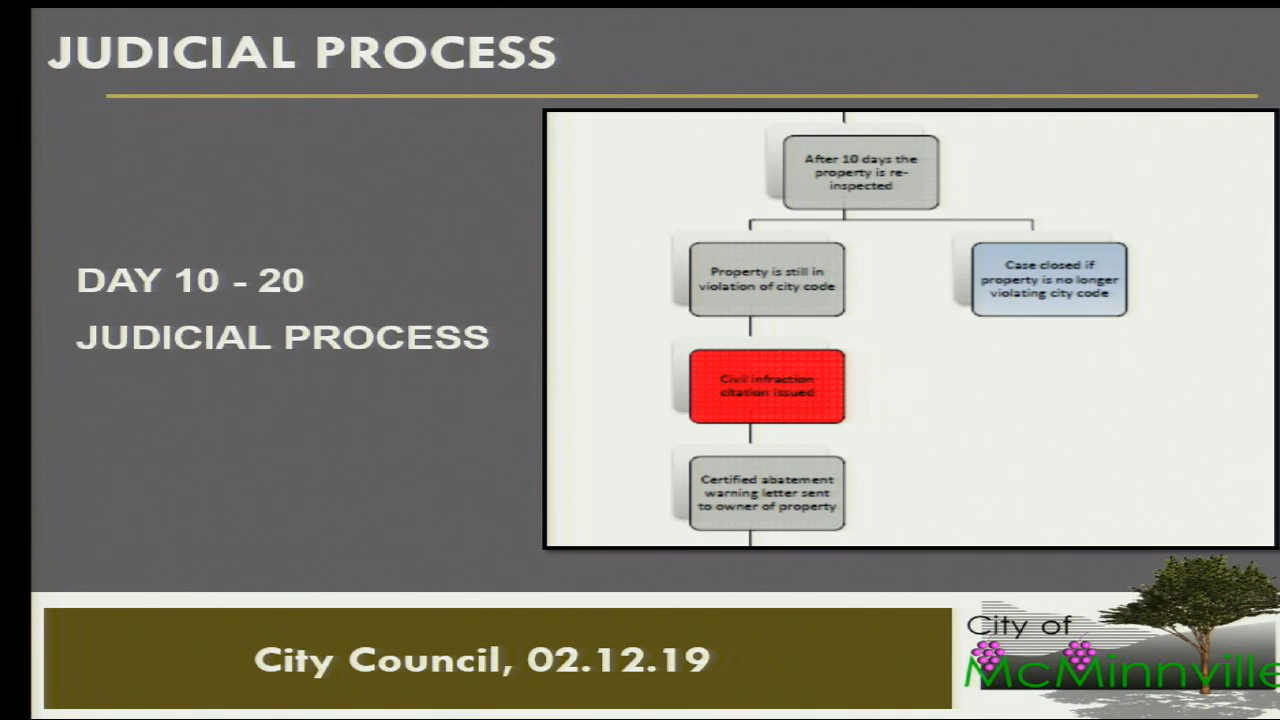 JUDICIAL PROCESS
DAY 10 - 20
JUDICIAL PROCESS
After 10 days the
property is re-
inspected
Property is still in
violation of city code
Case closed if
property is no longer
violating city code
Civil infraction
citation issued
Certified abatement
warning letter sent
to owner of property
City Council, 02.12.19
City of
McMinnville